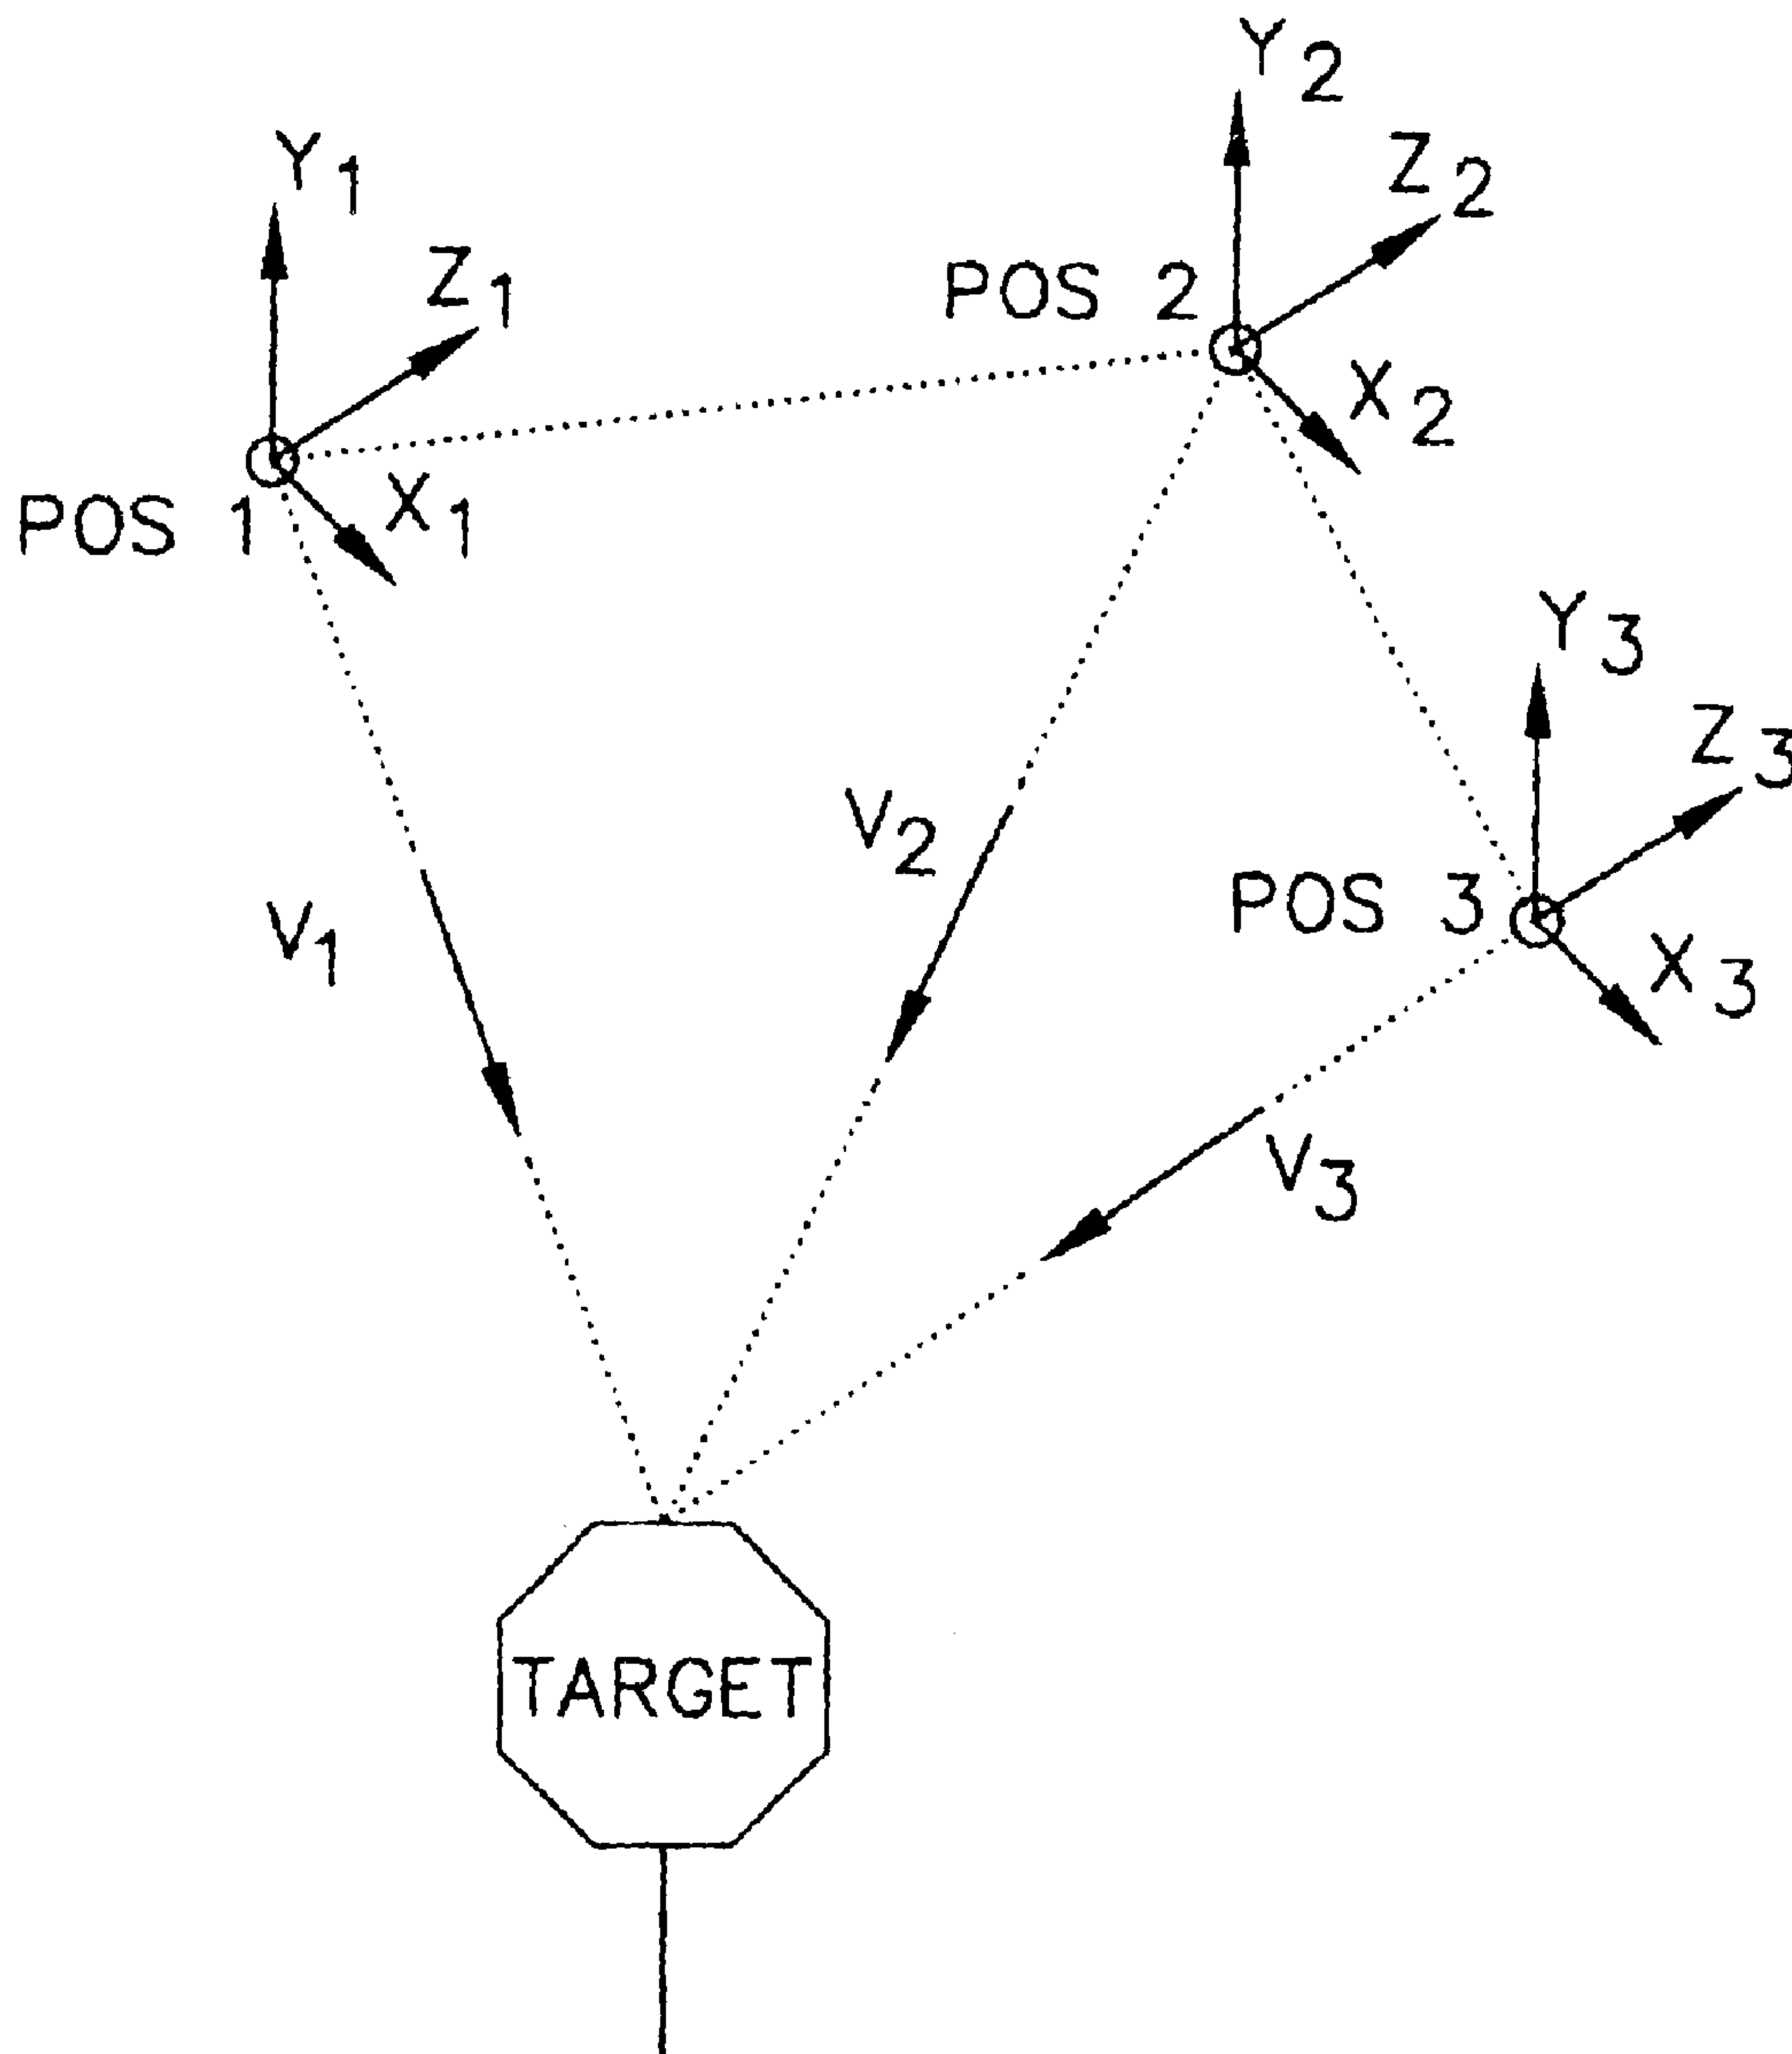 Y2
Y1
Z2
Z1
POS 2
X2
X1
POS 1
Y3
Z3
V2
POS 3
V1
X3
V3
TARGET